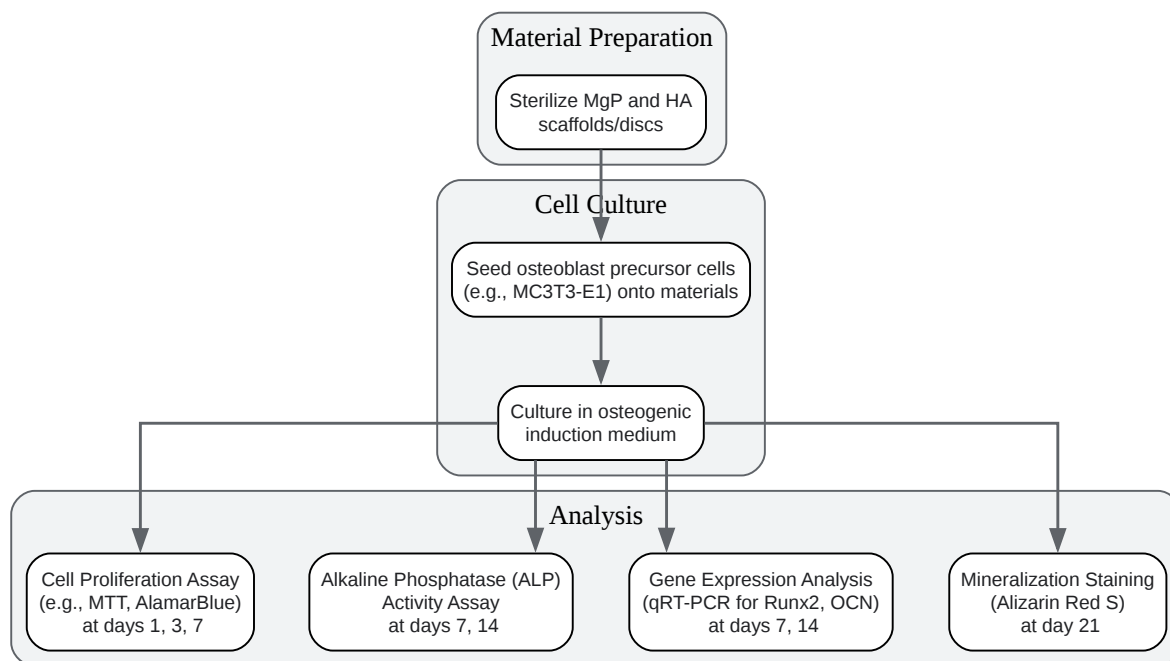 Material Preparation
Sterilize MgP and HA
scaffolds/discs
Cell Culture
Seed osteoblast precursor cells
(e.g., MC3T3-E1) onto materials
Culture in osteogenic
induction medium
Analysis
Cell Proliferation Assay
(e.g., MTT, AlamarBlue)
at days 1, 3, 7
Alkaline Phosphatase (ALP)
Activity Assay
at days 7, 14
Gene Expression Analysis
(qRT-PCR for Runx2, OCN)
at days 7, 14
Mineralization Staining
(Alizarin Red S)
at day 21